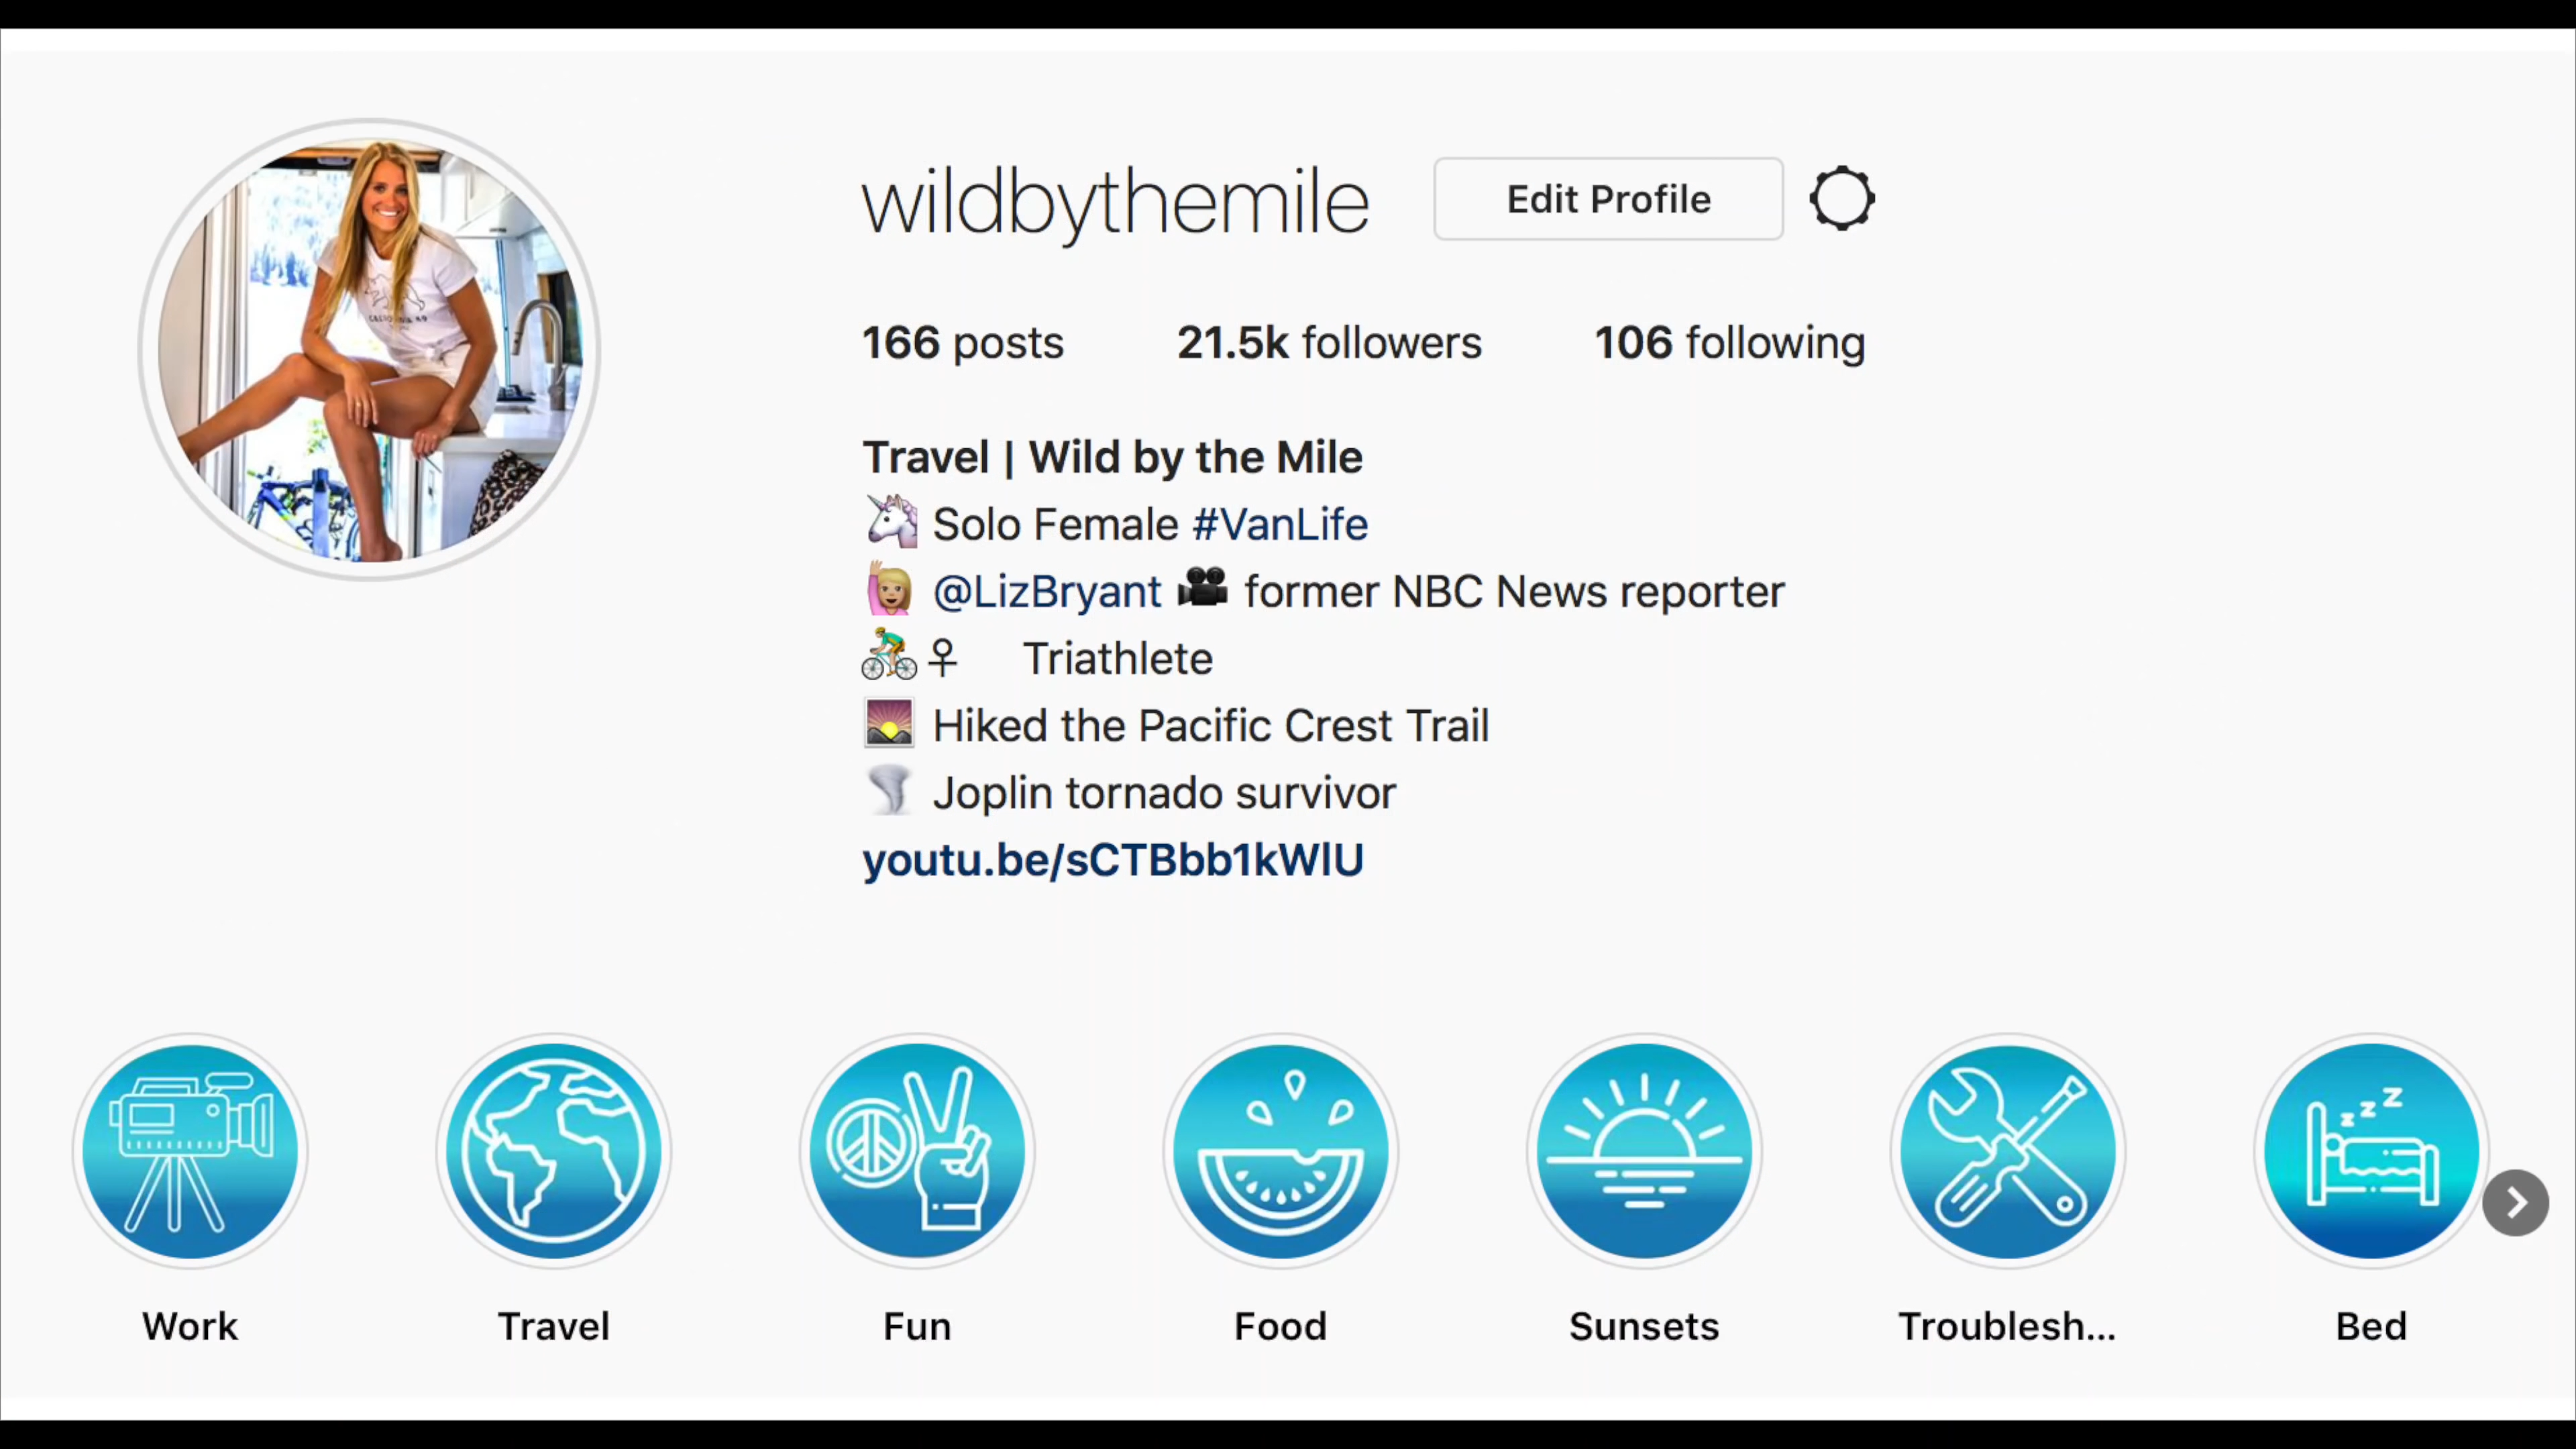 wildbythemile Edit Profile
166 posts 21.5k followers 106 following
Travel | Wild by the Mile
🦄 Solo Female #VanLife
🙋🏼 @LizBryant 🎥 former NBC News reporter
🚴🏼♀ Triathlete
🌄 Hiked the Pacific Crest Trail
🌪 Joplin tornado survivor
youtu.be/sCTBbb1kWlU
z z z
Work Travel Fun Food Sunsets Troublesh... Bed